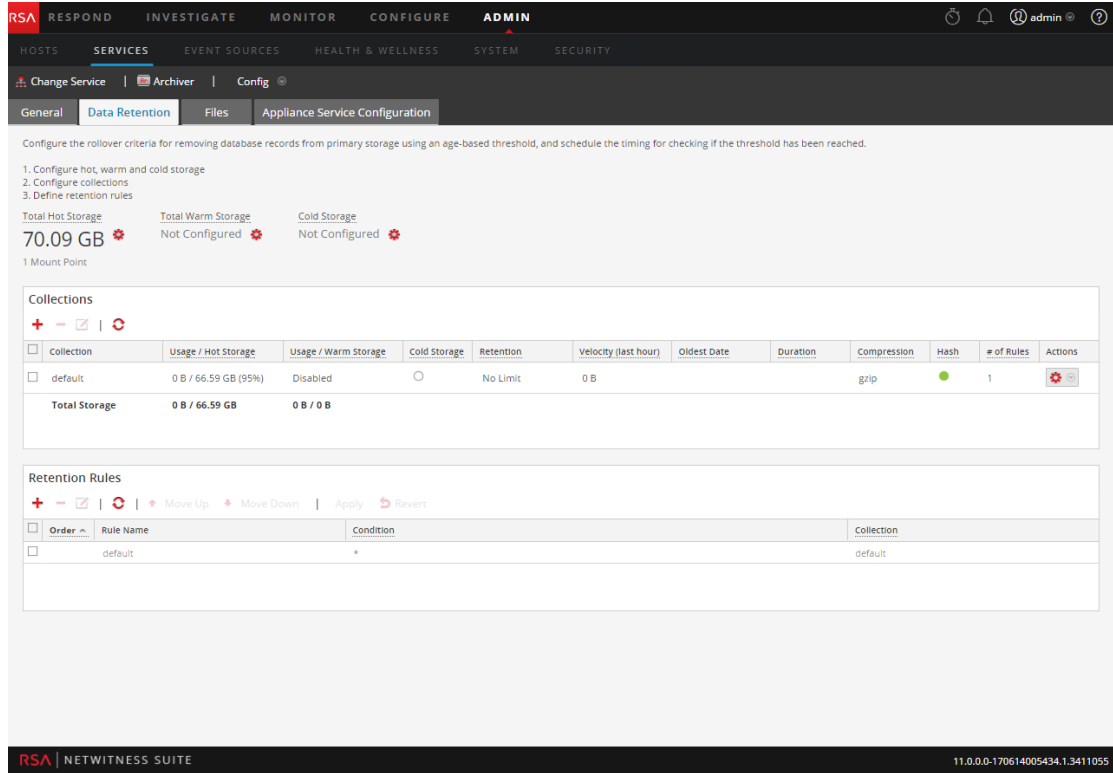 RSA RESPOND INVESTIGATE MONITOR CONFIGURE ADMIN admin
HOSTS SERVICES EVENT SOURCES HEALTH & WELLNESS SYSTEM SECURITY
Change Service | Archiver | Config
General Data Retention Files Appliance Service Configuration
Configure the rollover criteria for removing database records from primary storage using an age-based threshold, and schedule the timing for checking if the threshold has been reached.
1. Configure hot, warm and cold storage
2. Configure collections
3. Define retention rules
Total Hot Storage Total Warm Storage Cold Storage
70.09 GB Not Configured Not Configured
1 Mount Point
Collections
Collection Usage / Hot Storage Usage / Warm Storage Cold Storage Retention Velocity (last hour) Oldest Date Duration Compression Hash # of Rules Actions
default 0 B / 66.59 GB (95%) Disabled No Limit 0 B gzip 1
Total Storage 0 B / 66.59 GB 0 B / 0 B
Retention Rules
Move Up Move Down | Apply Revert
Order Rule Name Condition Collection
default * default
RSA NETWITNESS SUITE 11.0.0.0-170614005434.1.3411055